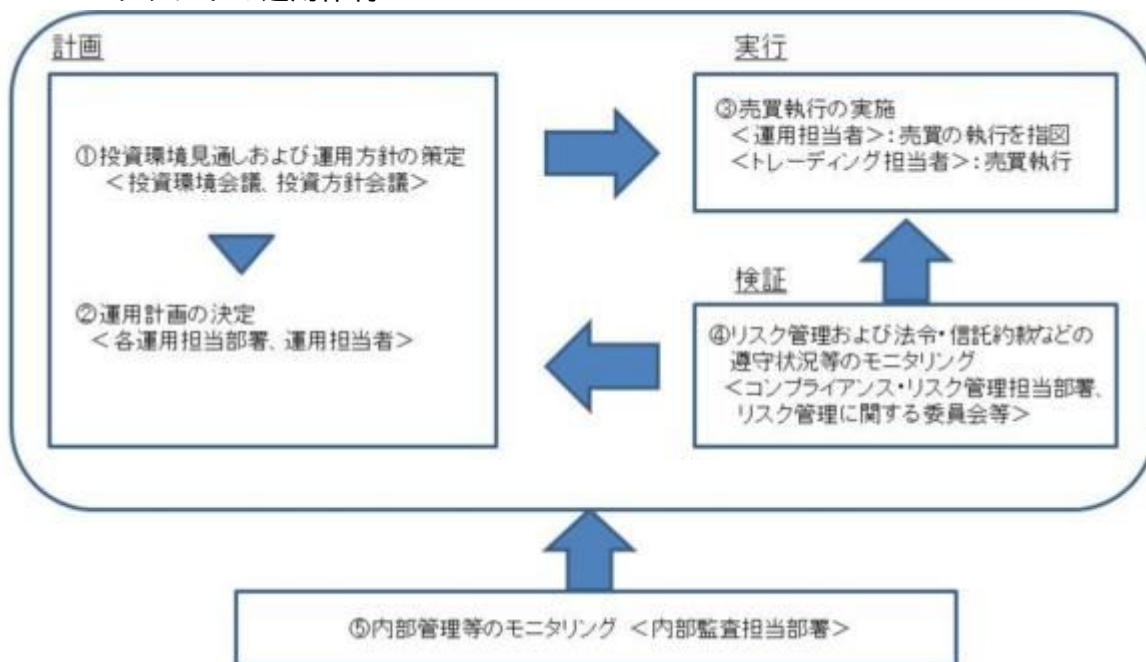 計画
①投資環境見通しおよび運用方針の策定
＜投資環境会議、投資方針会議＞
②運用計画の決定
＜各運用担当部署、運用担当者＞
実行
③売買執行の実施
＜運用担当者＞：売買の執行を指図
＜トレーディング担当者＞：売買執行
検証
④リスク管理および法令・信託約款などの
遵守状況等のモニタリング
＜コンプライアンス・リスク管理担当部署、
リスク管理に関する委員会等＞
⑤内部管理等のモニタリング ＜内部監査担当部署＞